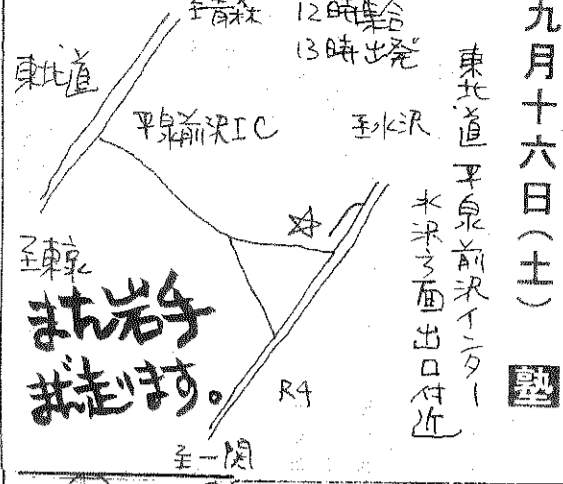 九月十六日（土）
塾
東北道 平泉前沢インター
水沢方面出口付近
至青森
12時集合
13時出発
東北道
平泉前沢IC
至水沢
☆
至東京
また岩手
まで走ります。
R4
至一関